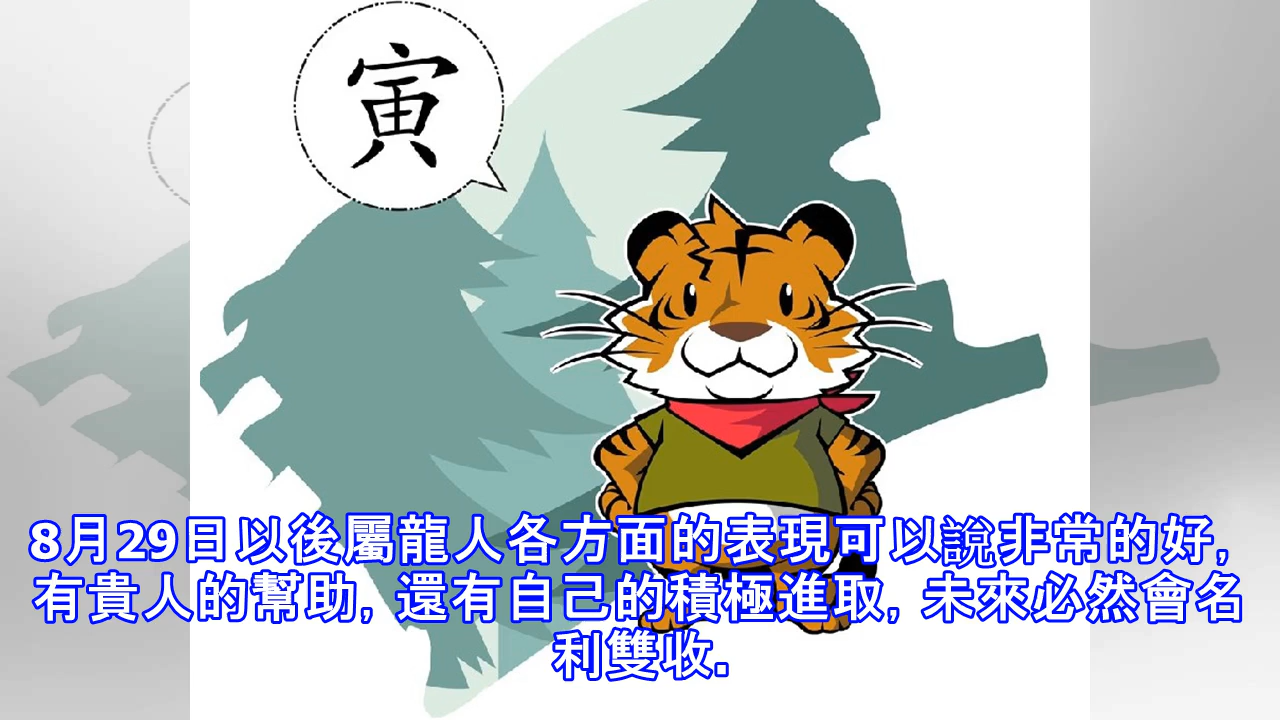 寅
8月29日以後屬龍人各方面的表現可以說非常的好,
有貴人的幫助, 還有自己的積極進取, 未來必然會名
利雙收.